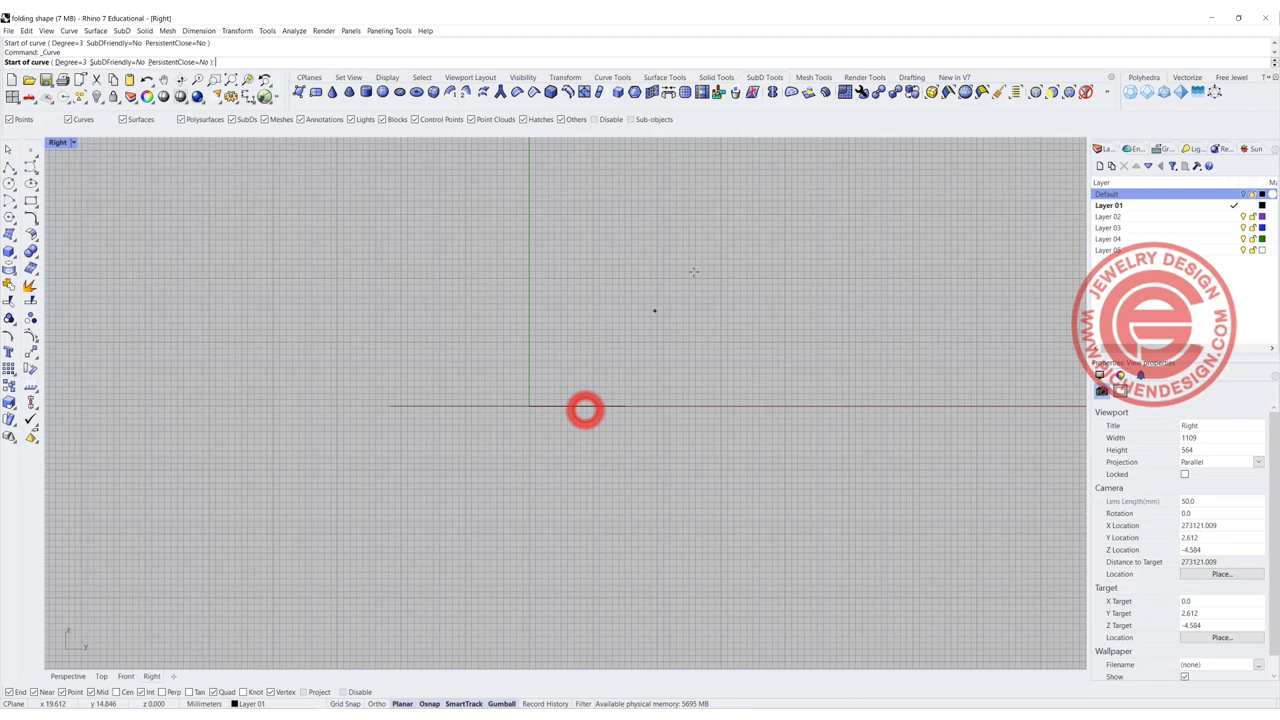 folding shape (7 MB) - Rhino 7 Educational - [Right]
File Edit View Curve Surface SubD Solid Mesh Dimension Transform Tools Analyze Render Panels Paneling Tools Help
Start of curve ( Degree=3 SubDFriendly=No PersistentClose=No )
Command: _Curve
Start of curve ( Degree=3 SubDFriendly=No PersistentClose=No ):
CPlanes Set View Display Select Viewport Layout Visibility Transform Curve Tools Surface Tools Solid Tools SubD Tools Mesh Tools Render Tools Drafting New in V7
Polyhedra Vectorize Free Jewel
Points Curves Surfaces Polysurfaces SubDs Meshes Annotations Lights Blocks Control Points Point Clouds Hatches Others Disable Sub-objects
Right
La... En... Gr... Lig... Re... Sun
Layer
Default
Layer 01
Layer 02
Layer 03
Layer 04
JEWELRY DESIGN
Properties: View properties
Viewport
Title Right
Width 1109
Height 564
Projection Parallel
Locked
Camera
Lens Length(mm) 50.0
Rotation 0.0
X Location 273121.009
Y Location 2.612
Z Location -4.584
Distance to Target 273121.009
Location Place...
Target
X Target 0.0
Y Target 2.612
Z Target -4.584
Location Place...
Wallpaper
Filename (none)
Show
z
y
Perspective Top Front Right
End Near Point Mid Cen Int Perp Tan Quad Knot Vertex Project Disable
CPlane x 19.612 y 14.846 z 0.000 Millimeters Layer 01 Grid Snap Ortho Planar Osnap SmartTrack Gumball Record History Filter Available physical memory: 5695 MB